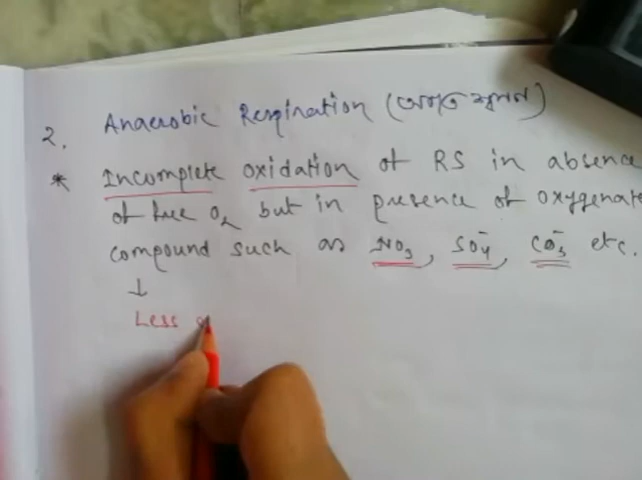 2. Anaerobic Respiration (অবাত শ্বসন)
* Incomplete oxidation of RS in absence
of free O₂ but in presence of oxygenate
compound such as NO₃⁻, SO₄⁻, CO₃⁻ etc.
↓
Less